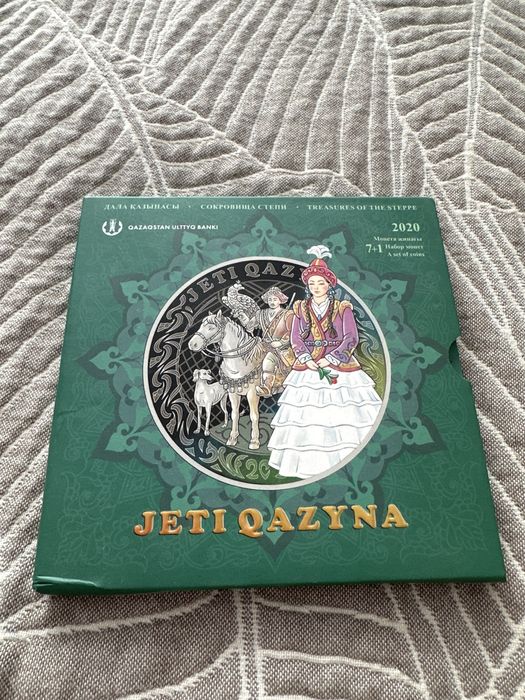 ДАЛА ҚАЗЫНАСЫ • СОКРОВИЩА СТЕПИ • TREASURES OF THE STEPPE
QAZAQSTAN ULTTYQ BANKI
2020
Монета жинағы
7+1 Набор монет
A set of coins
JETI QAZY
JETI QAZYNA